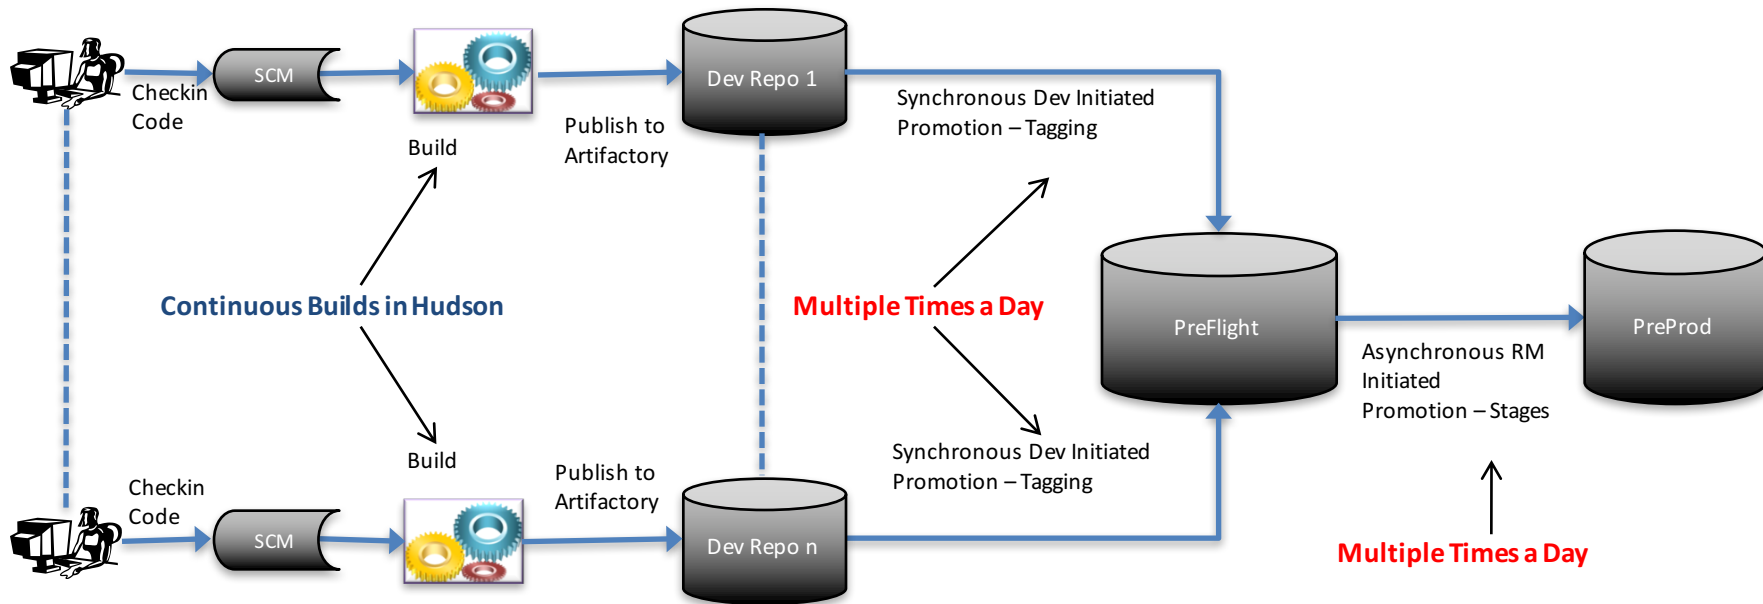 SCM
Checkin
Code
Build
Publish to
Artifactory
Dev Repo 1
Synchronous Dev Initiated
Promotion – Tagging
Continuous Builds in Hudson
Multiple Times a Day
PreFlight
PreProd
Asynchronous RM
Initiated
Promotion – Stages
Build
Synchronous Dev Initiated
Promotion – Tagging
Checkin
Code
SCM
Publish to
Artifactory
Dev Repo n
Multiple Times a Day